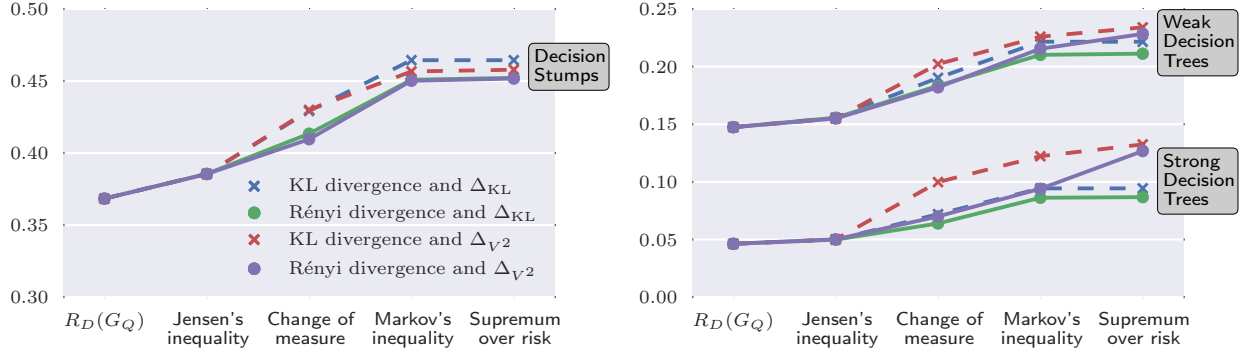 0.50
0.45
0.40
0.35
0.30
Decision
Stumps
KL divergence and Δ_KL
Rényi divergence and Δ_KL
KL divergence and Δ_V²
Rényi divergence and Δ_V²
R_D(G_Q)
Jensen's
inequality
Change of
measure
Markov's
inequality
Supremum
over risk
0.25
0.20
0.15
0.10
0.05
0.00
Weak
Decision
Trees
Strong
Decision
Trees
R_D(G_Q)
Jensen's
inequality
Change of
measure
Markov's
inequality
Supremum
over risk